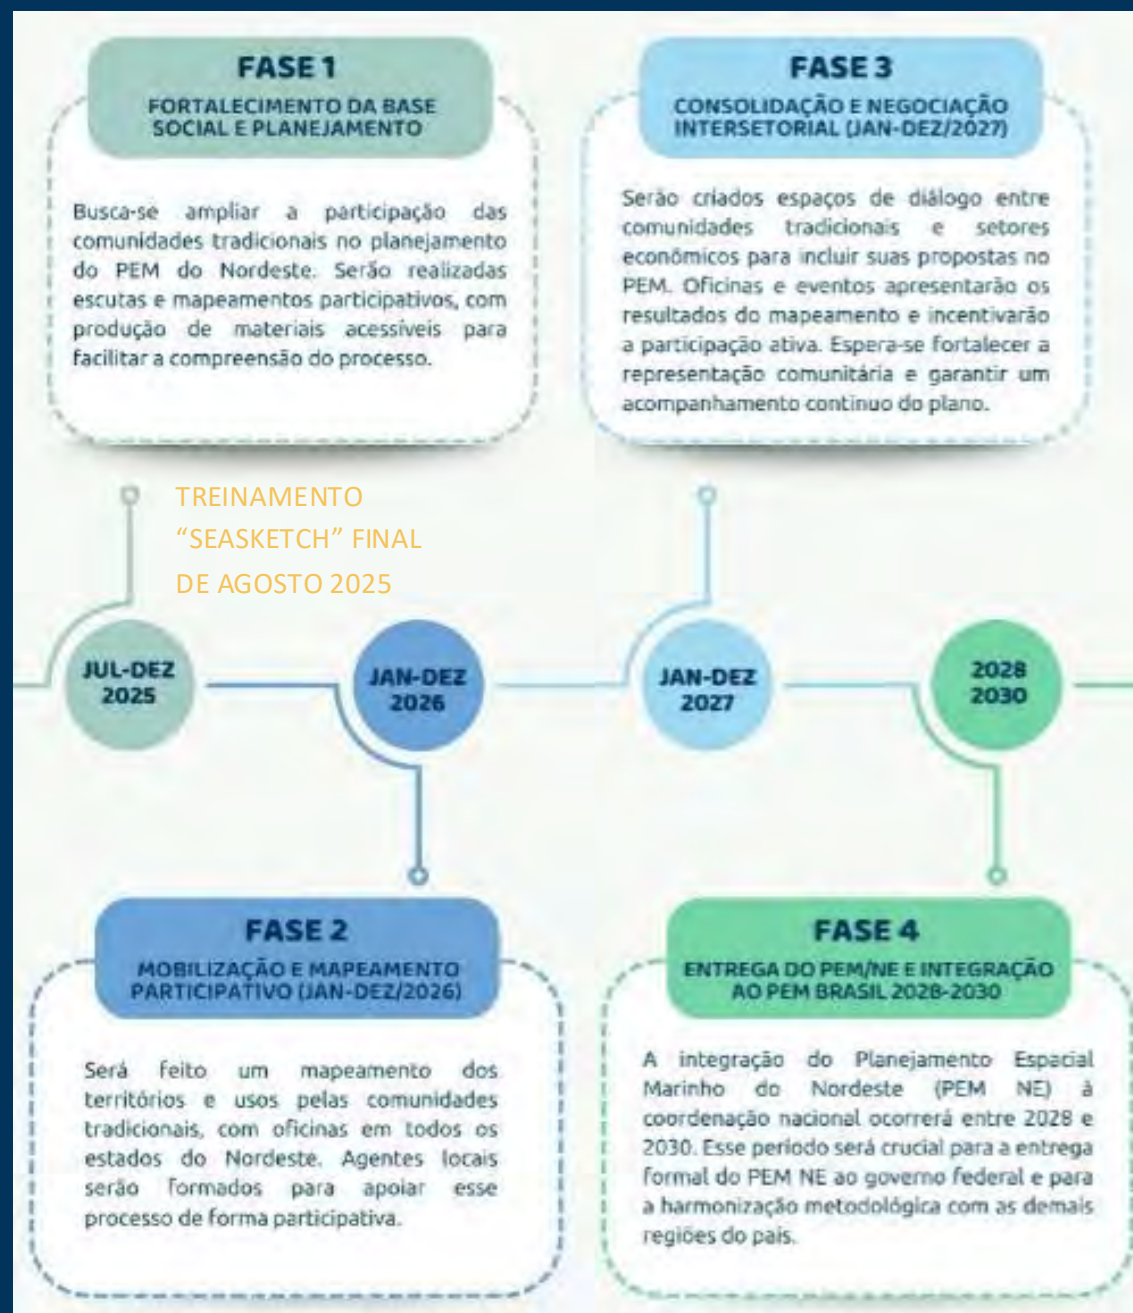 FASE 1
FORTALECIMENTO DA BASE
SOCIAL E PLANEJAMENTO
Busca-se ampliar a participação das
comunidades tradicionais no planejamento
do PEM do Nordeste. Serão realizadas
escutas e mapeamentos participativos, com
produção de materiais acessíveis para
facilitar a compreensão do processo.
FASE 3
CONSOLIDAÇÃO E NEGOCIAÇÃO
INTERSETORIAL (JAN-DEZ/2027)
Serão criados espaços de diálogo entre
comunidades tradicionais e setores
econômicos para incluir suas propostas no
PEM. Oficinas e eventos apresentarão os
resultados do mapeamento e incentivarão
a participação ativa. Espera-se fortalecer a
representação comunitária e garantir um
acompanhamento contínuo do plano.
TREINAMENTO
“SEASKETCH” FINAL
DE AGOSTO 2025
JUL-DEZ
2025
JAN-DEZ
2026
JAN-DEZ
2027
2028
2030
FASE 2
MOBILIZAÇÃO E MAPEAMENTO
PARTICIPATIVO (JAN-DEZ/2026)
Será feito um mapeamento dos
territórios e usos pelas comunidades
tradicionais, com oficinas em todos os
estados do Nordeste. Agentes locais
serão formados para apoiar esse
processo de forma participativa.
FASE 4
ENTREGA DO PEM/NE E INTEGRAÇÃO
AO PEM BRASIL 2028-2030
A integração do Planejamento Espacial
Marinho do Nordeste (PEM NE) à
coordenação nacional ocorrerá entre 2028 e
2030. Esse período será crucial para a entrega
formal do PEM NE ao governo federal e para
a harmonização metodológica com as demais
regiões do país.